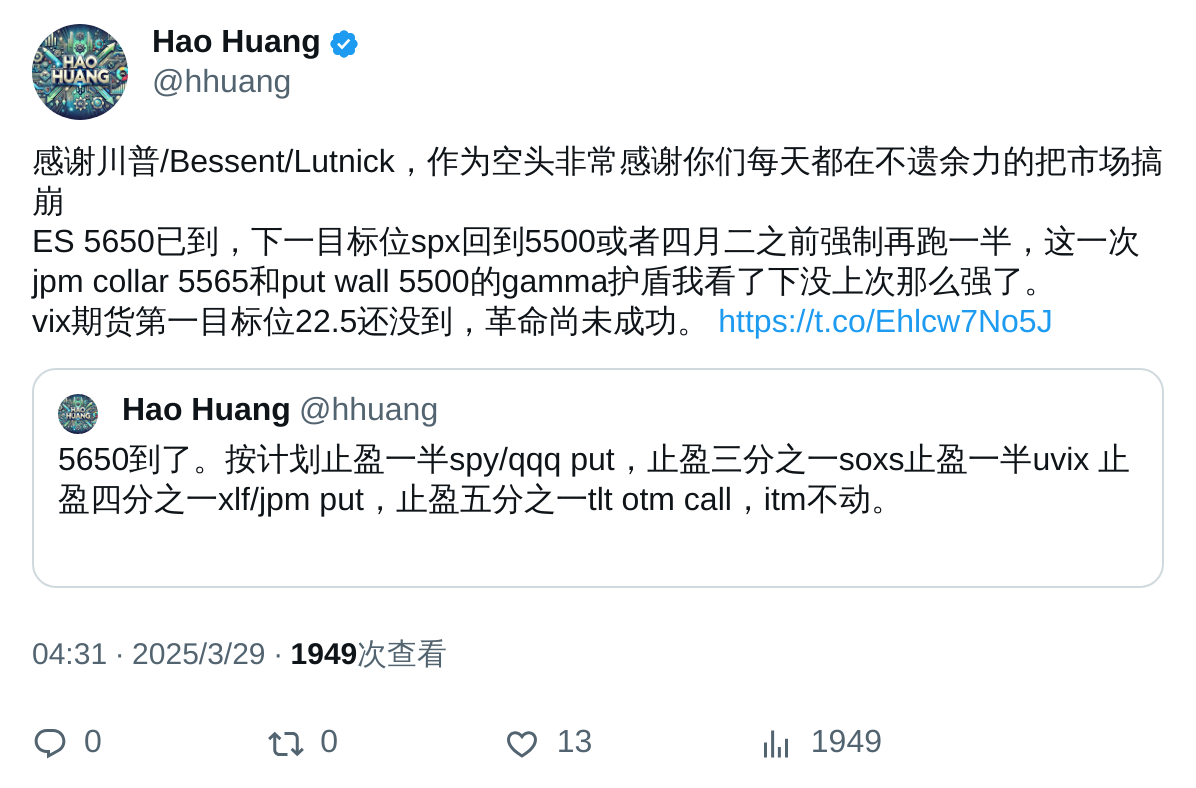 HAO
HUANG
Hao Huang
@hhuang
感谢川普/Bessent/Lutnick，作为空头非常感谢你们每天都在不遗余力的把市场搞
崩
ES 5650已到，下一目标位spx回到5500或者四月二之前强制再跑一半，这一次
jpm collar 5565和put wall 5500的gamma护盾我看了下没上次那么强了。
vix期货第一目标位22.5还没到，革命尚未成功。 https://t.co/Ehlcw7No5J
HAO
HUANG
Hao Huang @hhuang
5650到了。按计划止盈一半spy/qqq put，止盈三分之一soxs止盈一半uvix 止
盈四分之一xlf/jpm put，止盈五分之一tlt otm call，itm不动。
04:31 · 2025/3/29 · 1949次查看
0 0 13 1949